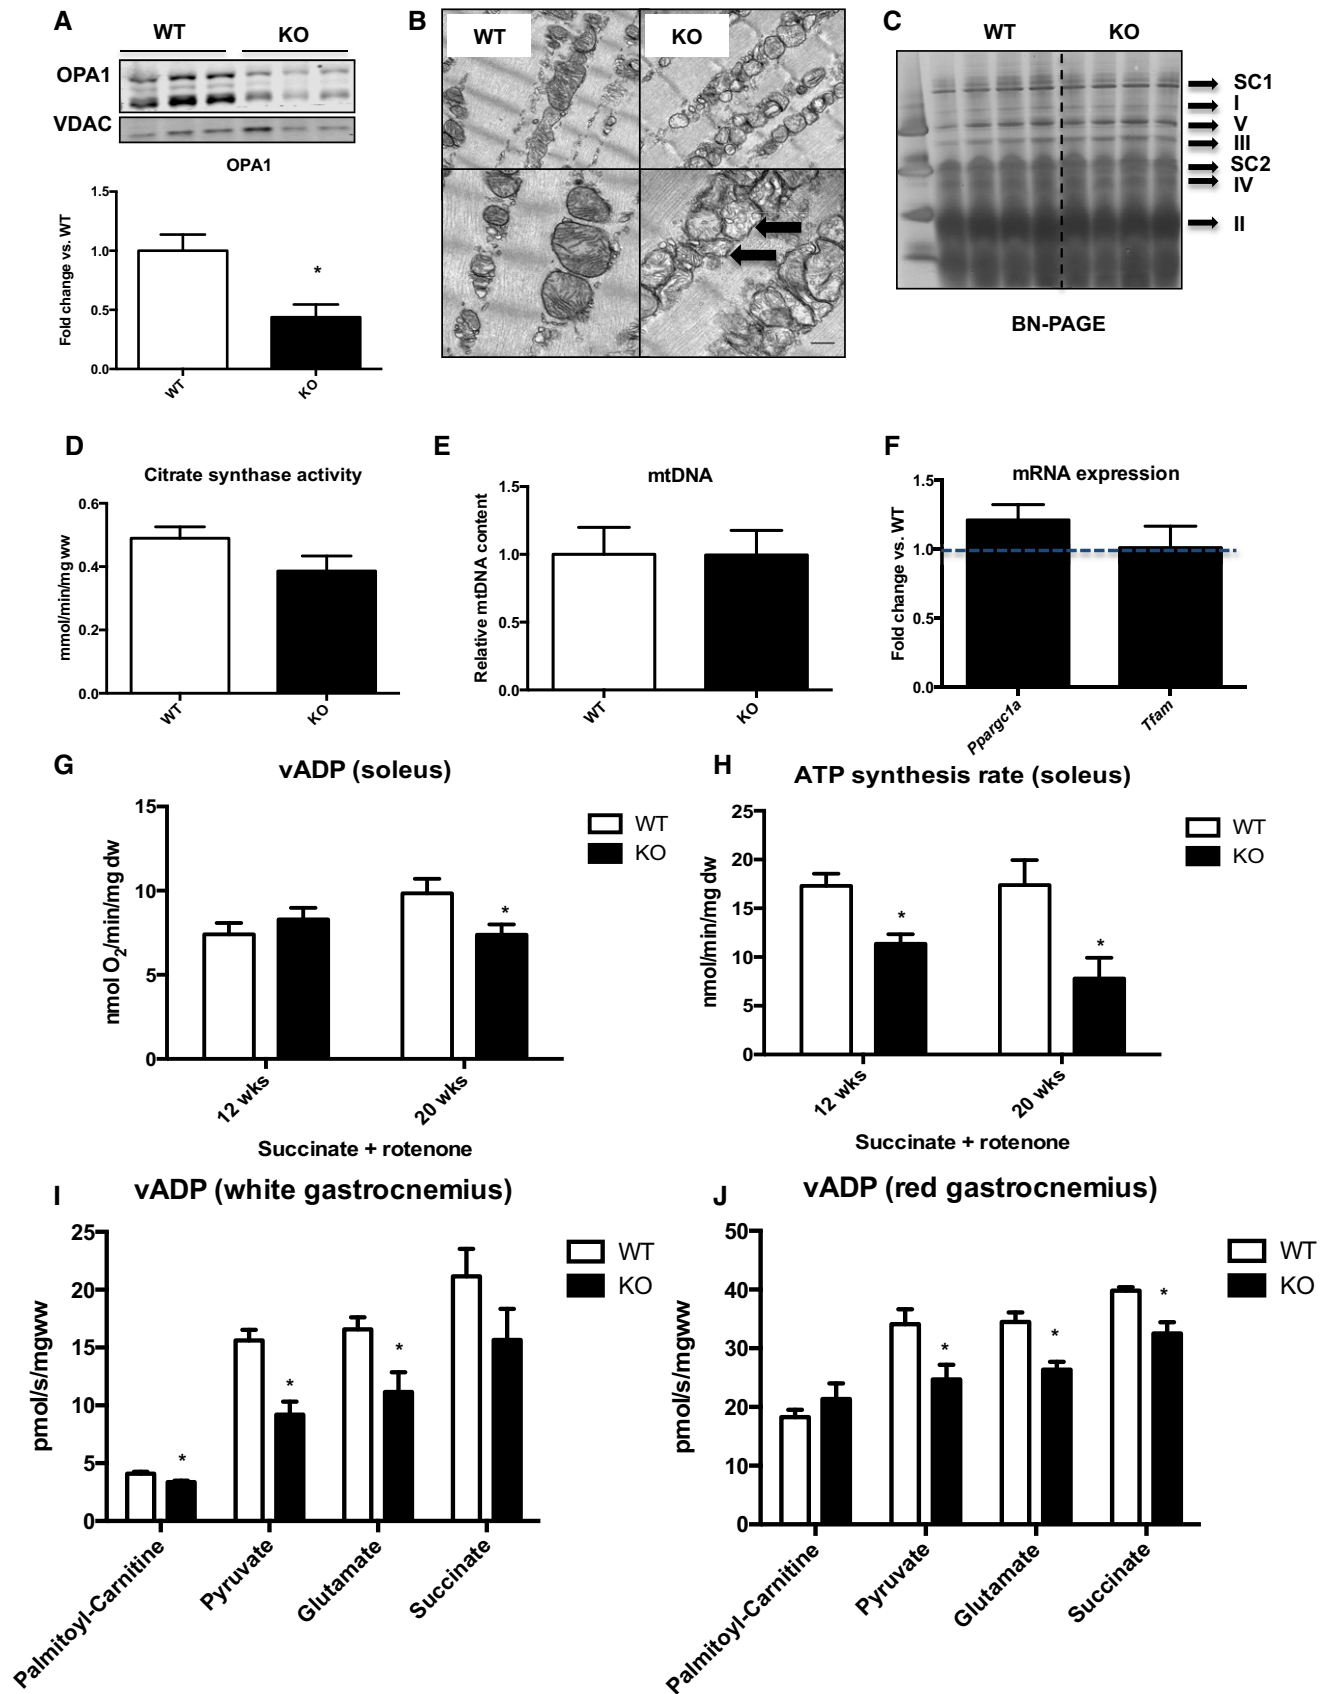 A
WT KO
OPA1
VDAC
OPA1
Fold change vs. WT
1.5
1.0
0.5
0.0
WT
KO
*
B
WT
KO
C
WT KO
SC1
I
V
III
SC2
IV
II
BN-PAGE
D
Citrate synthase activity
mmol/min/mg ww
0.6
0.4
0.2
0.0
WT
KO
E
mtDNA
Relative mtDNA content
1.5
1.0
0.5
0.0
WT
KO
F
mRNA expression
Fold change vs. WT
1.5
1.0
0.5
0.0
Ppargc1a
Tfam
G
vADP (soleus)
nmol O2/min/mg dw
15
10
5
0
*
WT
KO
12 wks
20 wks
Succinate + rotenone
H
ATP synthesis rate (soleus)
nmol/min/mg dw
25
20
15
10
5
0
*
*
WT
KO
12 wks
20 wks
Succinate + rotenone
I
vADP (white gastrocnemius)
pmol/s/mgww
25
20
15
10
5
0
*
*
*
WT
KO
Palmitoyl-Carnitine
Pyruvate
Glutamate
Succinate
J
vADP (red gastrocnemius)
pmol/s/mgww
50
40
30
20
10
0
*
*
*
WT
KO
Palmitoyl-Carnitine
Pyruvate
Glutamate
Succinate